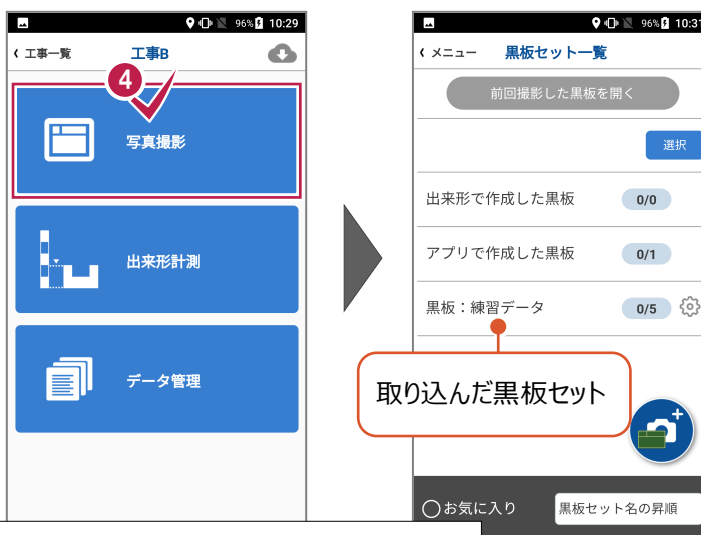 96% 10:29
工事一覧 工事B
4
写真撮影
出来形計測
データ管理
96% 10:31
メニュー 黒板セット一覧
前回撮影した黒板を開く
選択
出来形で作成した黒板 0/0
アプリで作成した黒板 0/1
黒板：練習データ 0/5
取り込んだ黒板セット
お気に入り 黒板セット名の昇順